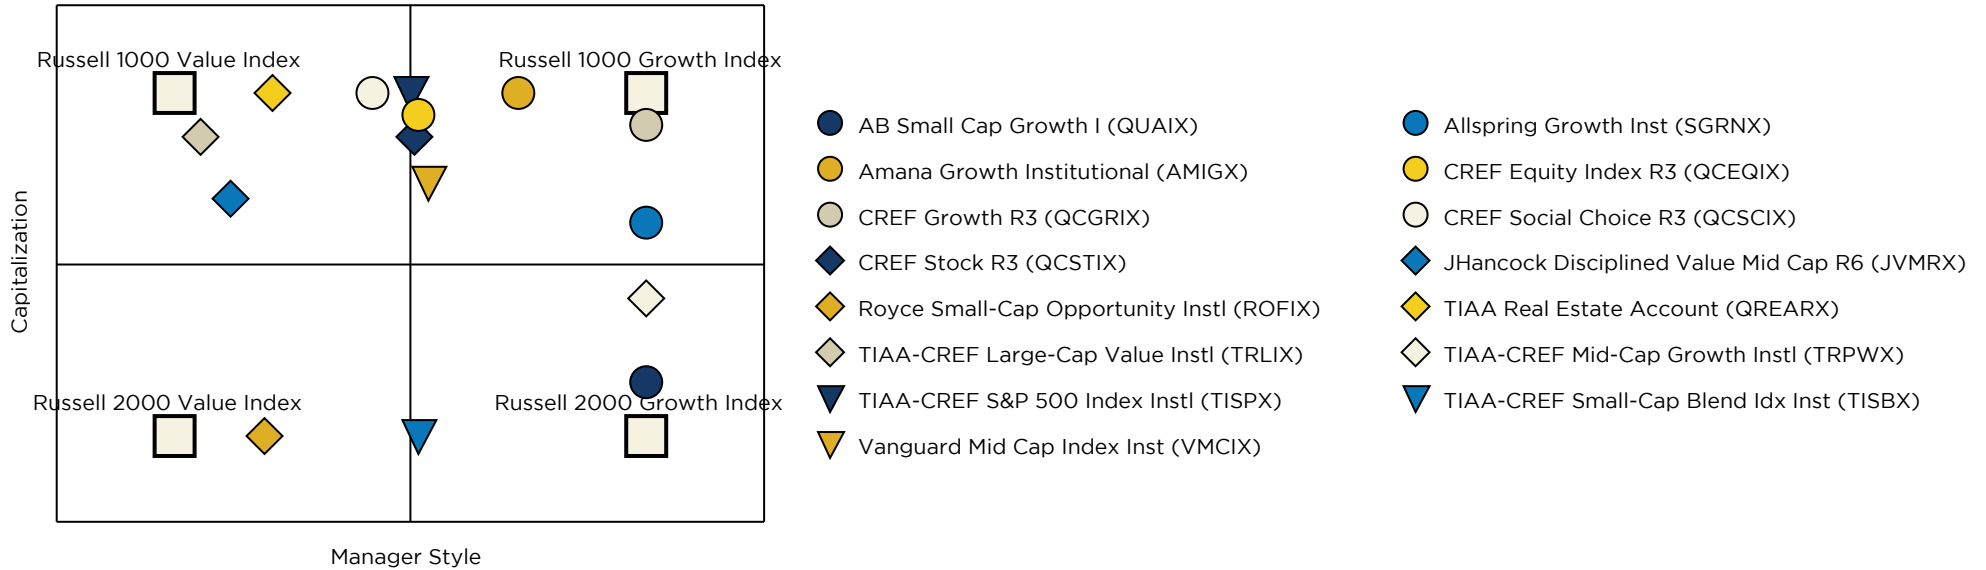 Russell 1000 Value Index
Russell 1000 Growth Index
Capitalization
Russell 2000 Value Index
Russell 2000 Growth Index
Manager Style
AB Small Cap Growth I (QUAIX)
Allspring Growth Inst (SGRNX)
Amana Growth Institutional (AMIGX)
CREF Equity Index R3 (QCEQIX)
CREF Growth R3 (QCGRIX)
CREF Social Choice R3 (QCSCIX)
CREF Stock R3 (QCSTIX)
JHancock Disciplined Value Mid Cap R6 (JVMRX)
Royce Small-Cap Opportunity Instl (ROFIX)
TIAA Real Estate Account (QREARX)
TIAA-CREF Large-Cap Value Instl (TRLIX)
TIAA-CREF Mid-Cap Growth Instl (TRPWX)
TIAA-CREF S&P 500 Index Instl (TISPX)
TIAA-CREF Small-Cap Blend Idx Inst (TISBX)
Vanguard Mid Cap Index Inst (VMCIX)